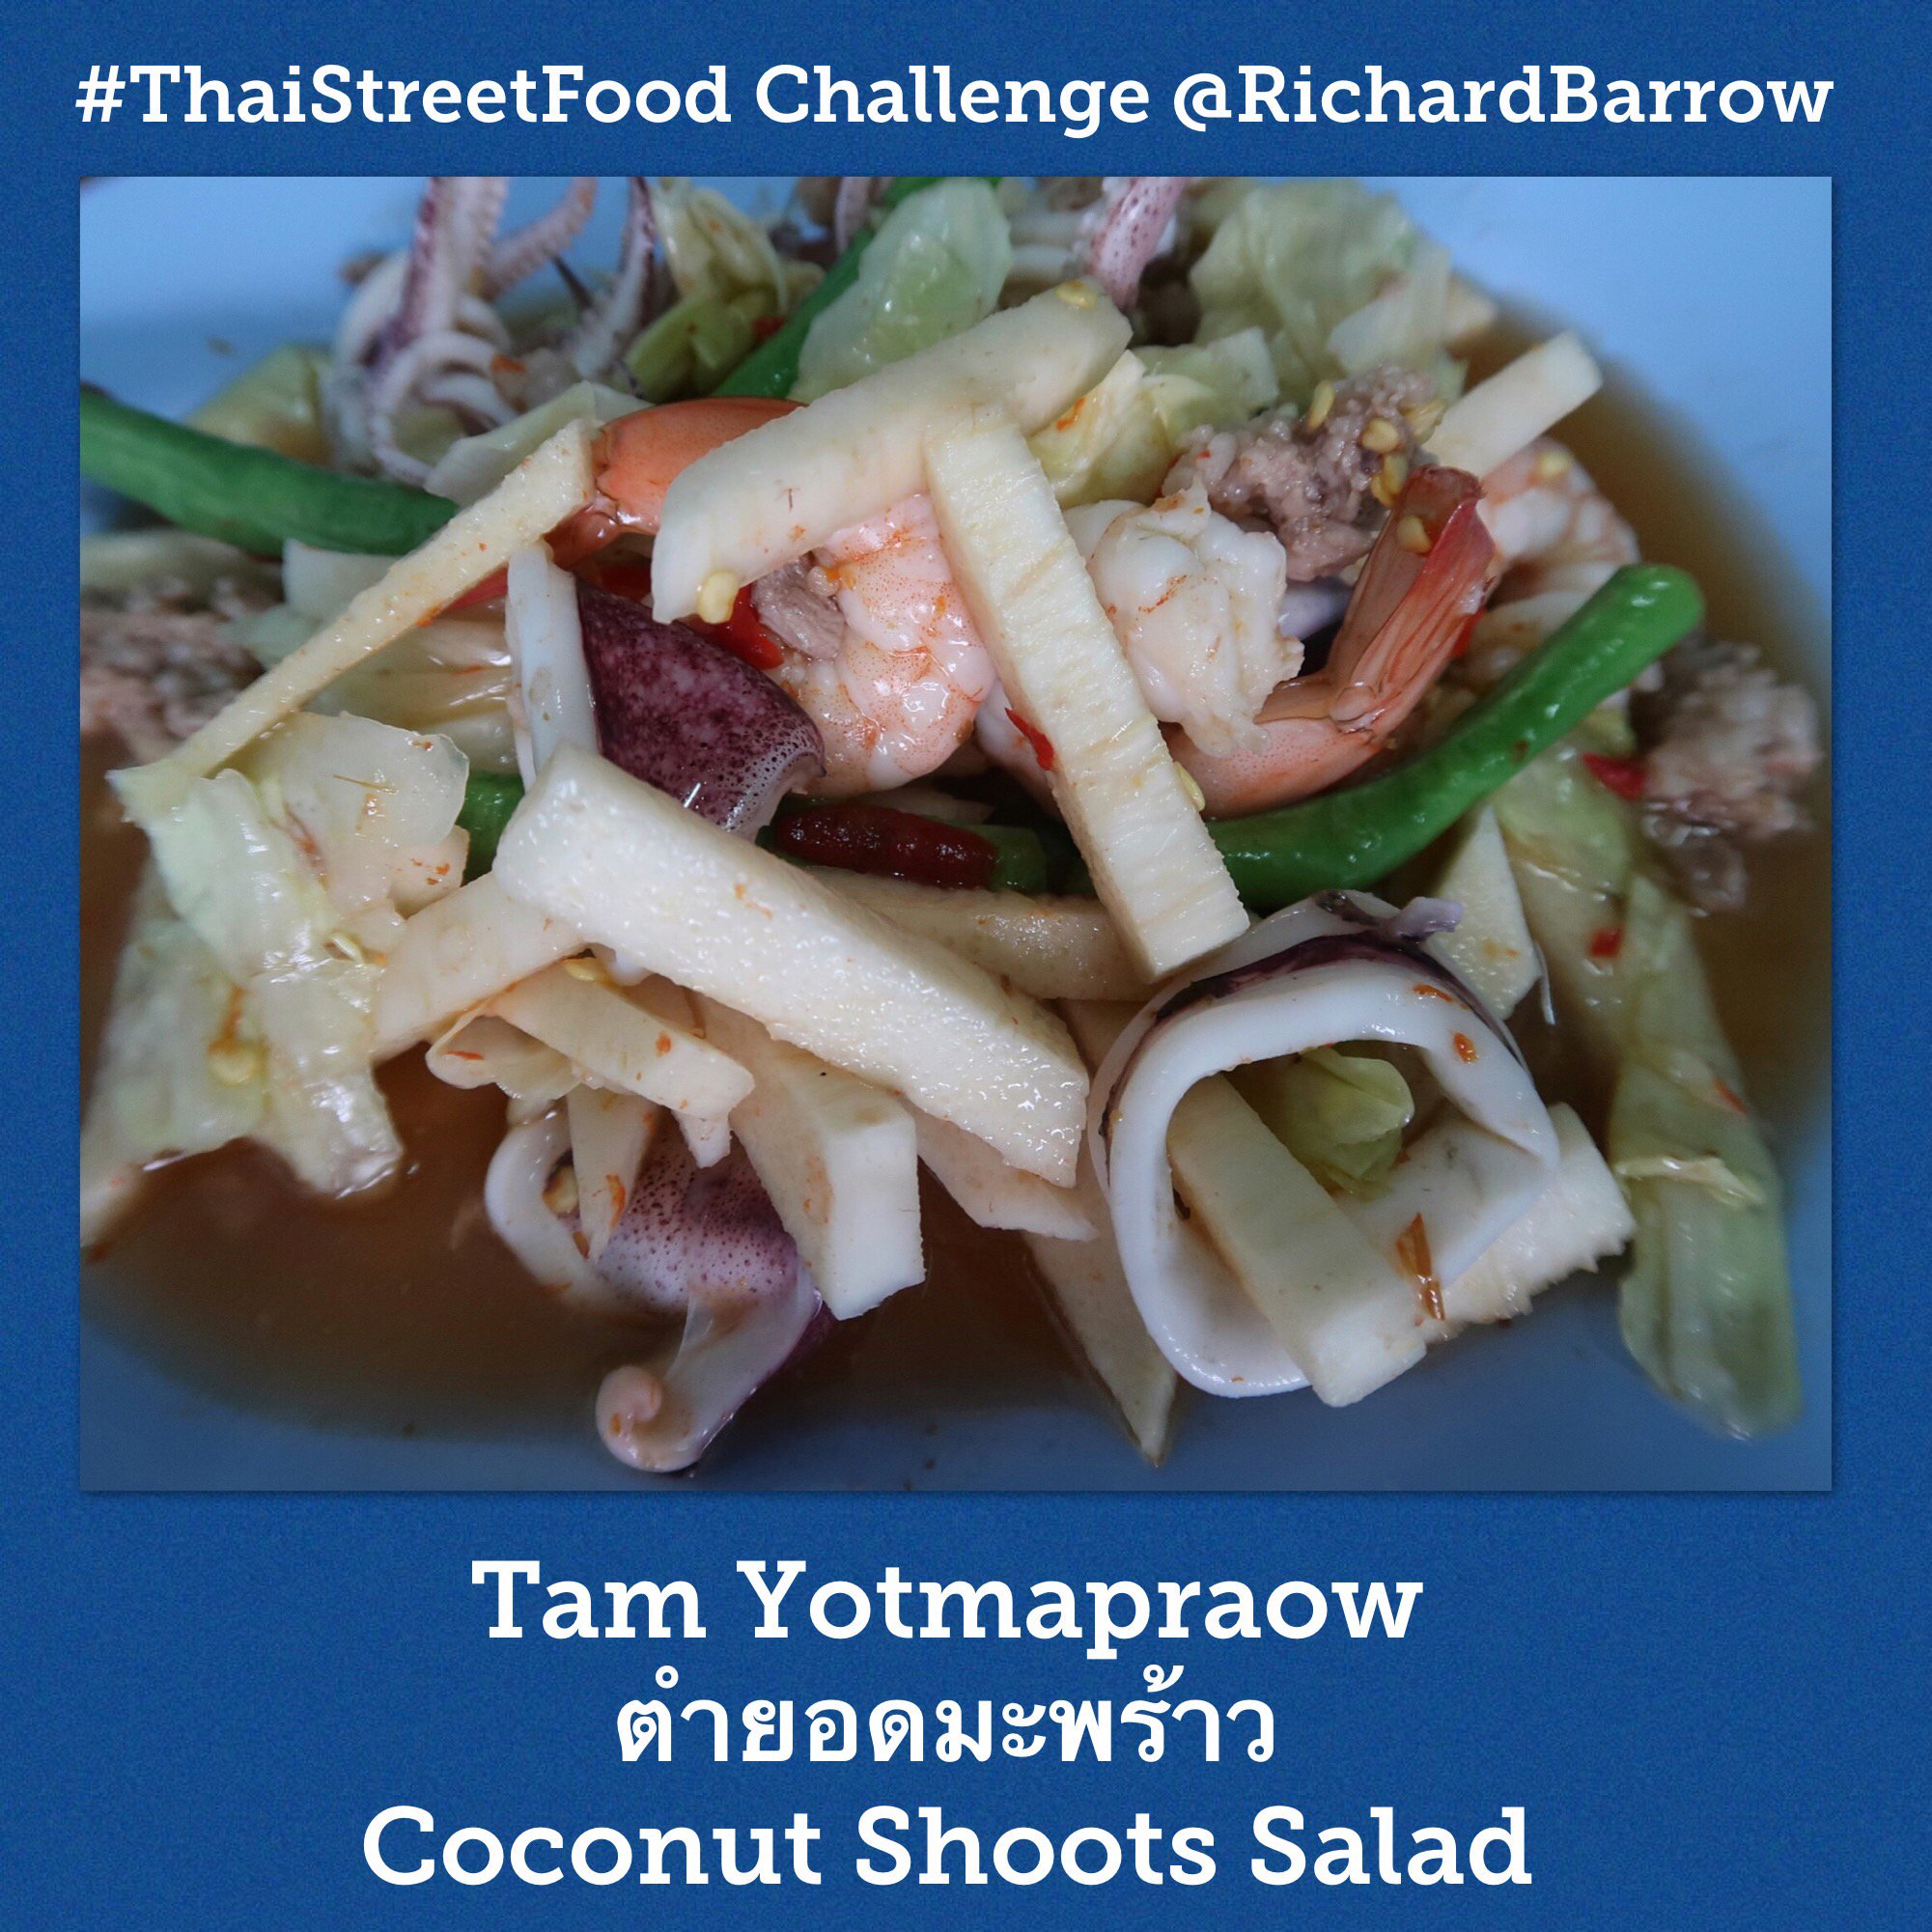 #ThaiStreetFood Challenge @RichardBarrow
Tam Yotmapraow
ตำยอดมะพร้าว
Coconut Shoots Salad